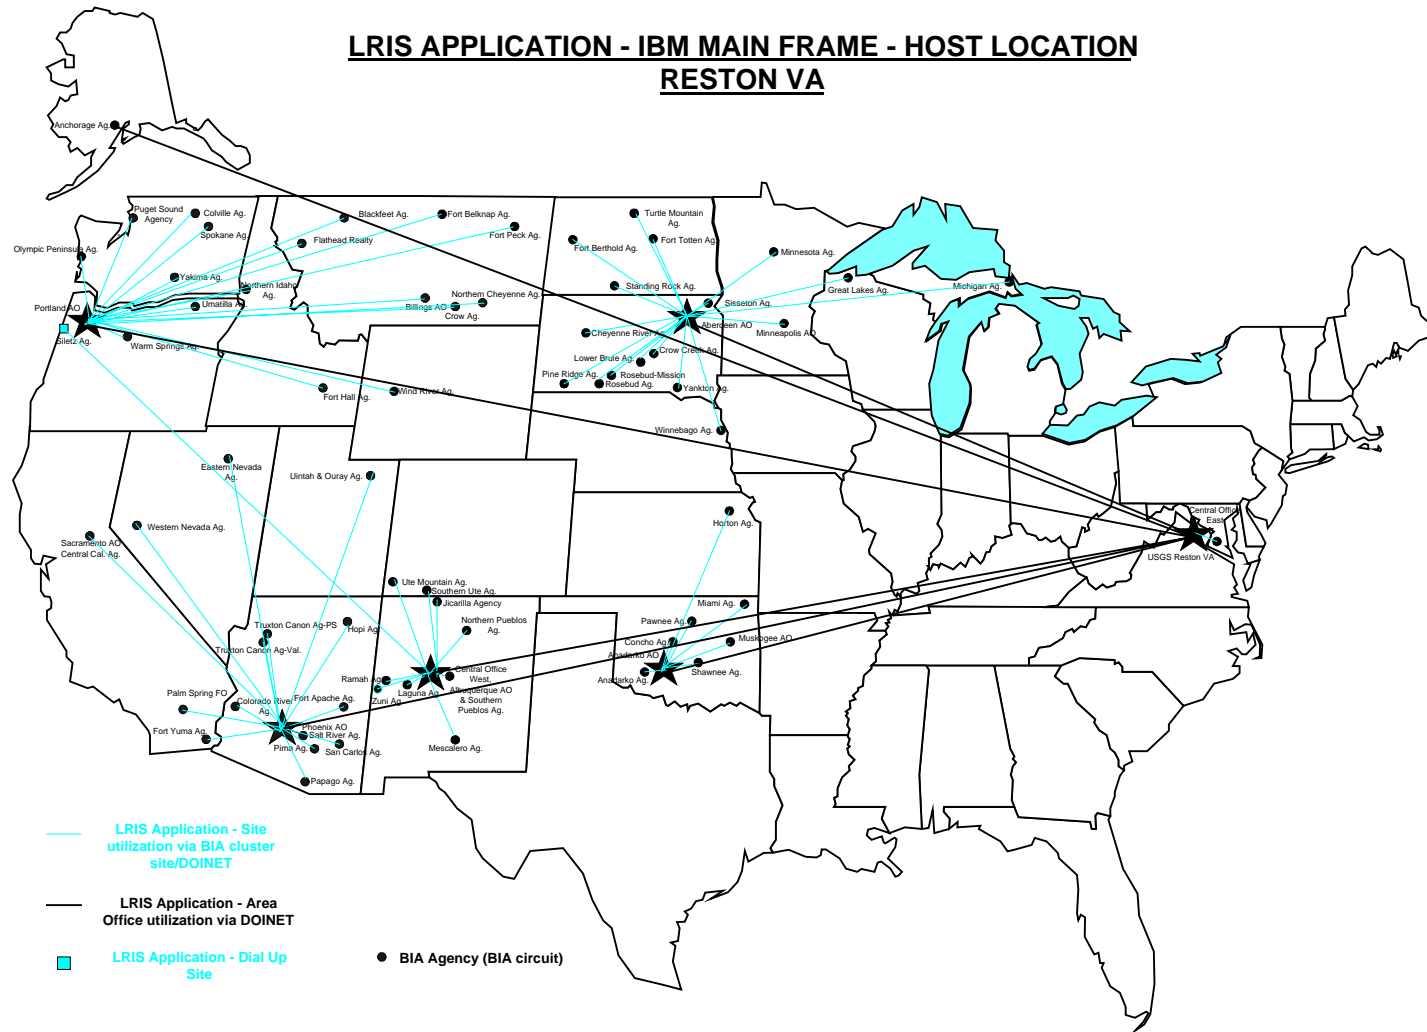 LRIS APPLICATION - IBM MAIN FRAME - HOST LOCATION
RESTON VA
Anchorage Ag.
Puget Sound
Agency
Colville Ag.
Spokane Ag.
Olympic Peninsula Ag.
Yakima Ag.
Northern Idaho
Ag.
Umatilla Ag.
Portland AO
Siletz Ag.
Warm Springs Ag.
Blackfeet Ag.
Flathead Realty
Fort Belknap Ag.
Fort Peck Ag.
Northern Cheyenne Ag.
Billings AO
Crow Ag.
Fort Hall Ag.
Wind River Ag.
Turtle Mountain
Ag.
Fort Berthold Ag.
Fort Totten Ag.
Standing Rock Ag.
Sisseton Ag.
Aberdeen AO
Cheyenne River Ag.
Crow Creek Ag.
Lower Brule Ag.
Pine Ridge Ag.
Rosebud-Mission
Rosebud Ag.
Yankton Ag.
Winnebago Ag.
Minnesota Ag.
Great Lakes Ag.
Michigan Ag.
Minneapolis AO
Eastern Nevada
Ag.
Uintah & Ouray Ag.
Western Nevada Ag.
Sacramento AO
Central Cal. Ag.
Horton Ag.
Central Office
East
USGS Reston VA
Ute Mountain Ag.
Southern Ute Ag.
Jicarilla Agency
Northern Pueblos
Ag.
Truxton Canon Ag-PS
Truxton Canon Ag-Val.
Hopi Ag.
Miami Ag.
Pawnee Ag.
Concho Ag.
Muskogee AO
Anadarko AO
Anadarko Ag.
Shawnee Ag.
Ramah Ag.
Zuni Ag.
Laguna Ag.
Central Office
West,
Albuquerque AO
& Southern
Pueblos Ag.
Mescalero Ag.
Palm Spring FO
Colorado River
Ag.
Fort Apache Ag.
Fort Yuma Ag.
Phoenix AO
Salt River Ag.
Pima Ag.
San Carlos Ag.
Papago Ag.
LRIS Application - Site
utilization via BIA cluster
site/DOINET
LRIS Application - Area
Office utilization via DOINET
LRIS Application - Dial Up
Site
BIA Agency (BIA circuit)